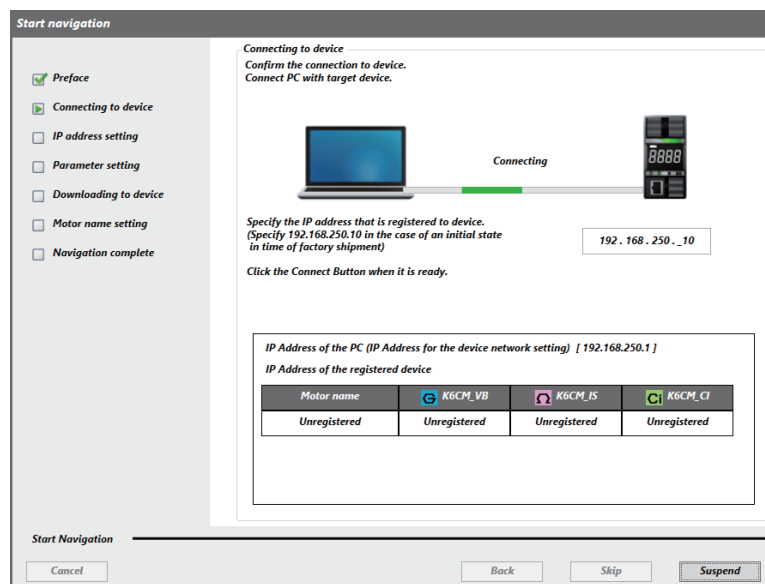 Start navigation
Preface
Connecting to device
IP address setting
Parameter setting
Downloading to device
Motor name setting
Navigation complete
Connecting to device
Confirm the connection to device.
Connect PC with target device.
Connecting
8888
Specify the IP address that is registered to device.
(Specify 192.168.250.10 in the case of an initial state
in time of factory shipment)
192 . 168 . 250 . _10
Click the Connect Button when it is ready.
IP Address of the PC (IP Address for the device network setting) [ 192.168.250.1 ]
IP Address of the registered device
Motor name G K6CM_VB Ω K6CM_IS Ci K6CM_CI
Unregistered Unregistered Unregistered Unregistered
Start Navigation
Cancel Back Skip Suspend